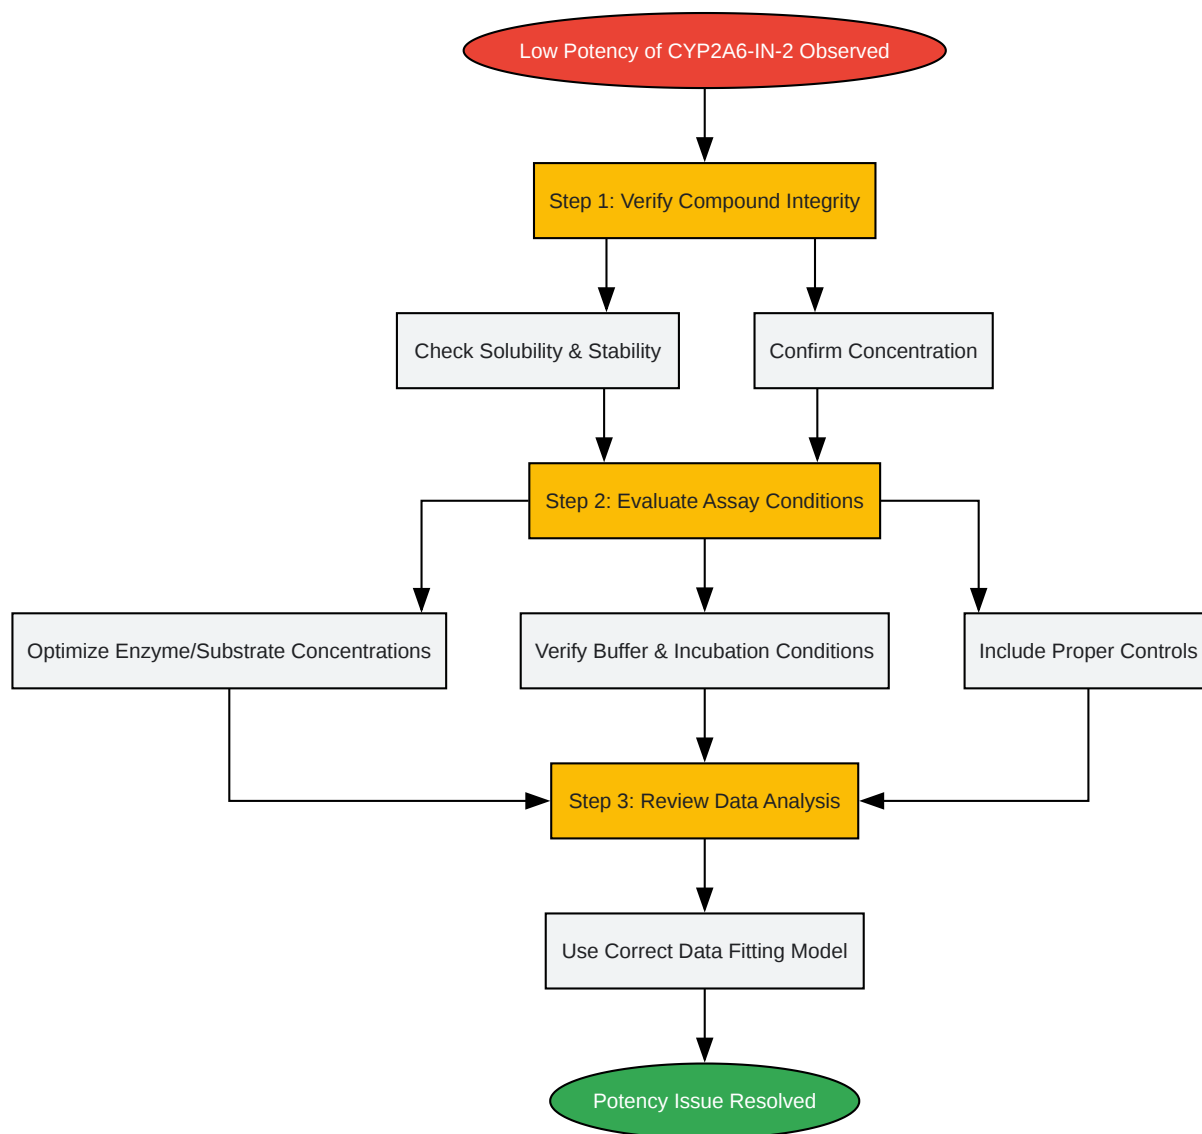 Low Potency of CYP2A6-IN-2 Observed
Step 1: Verify Compound Integrity
Check Solubility & Stability
Confirm Concentration
Step 2: Evaluate Assay Conditions
Optimize Enzyme/Substrate Concentrations
Verify Buffer & Incubation Conditions
Include Proper Controls
Step 3: Review Data Analysis
Use Correct Data Fitting Model
Potency Issue Resolved